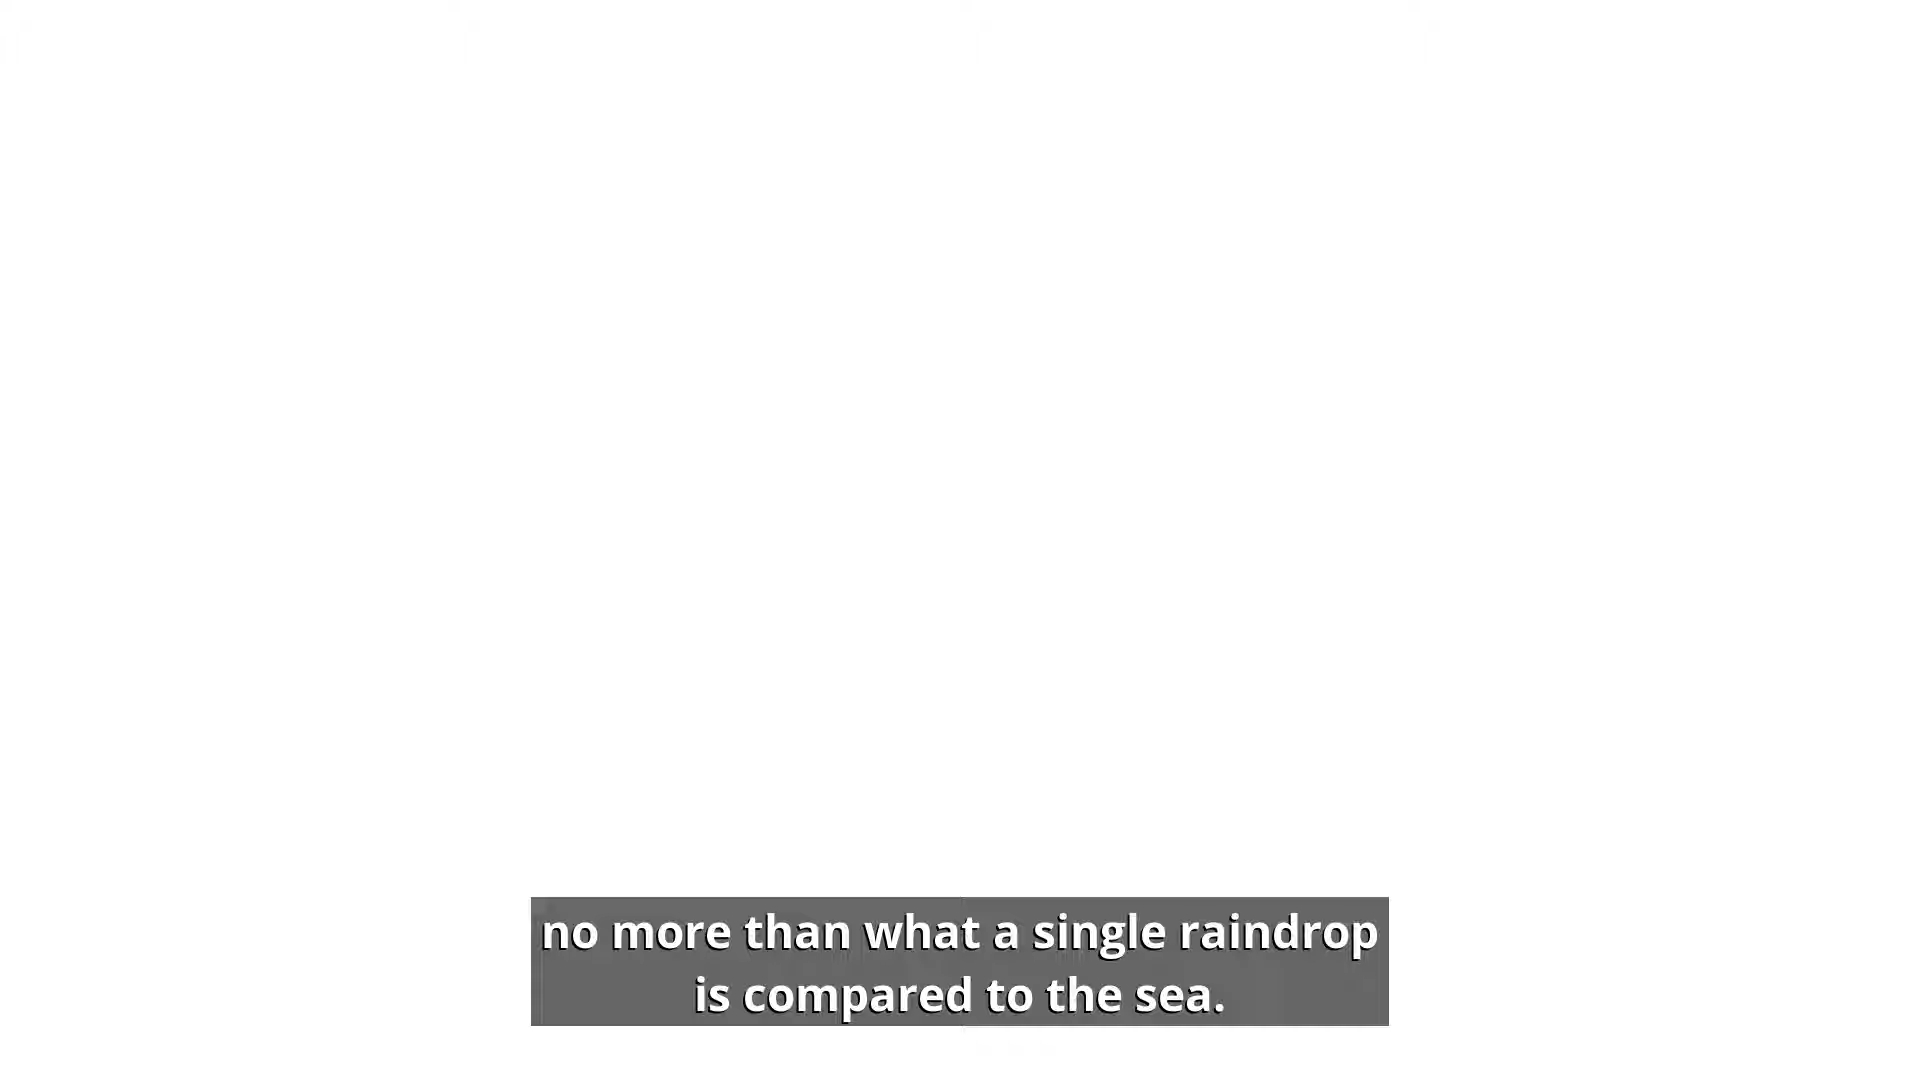 no more than what a single raindrop
is compared to the sea.